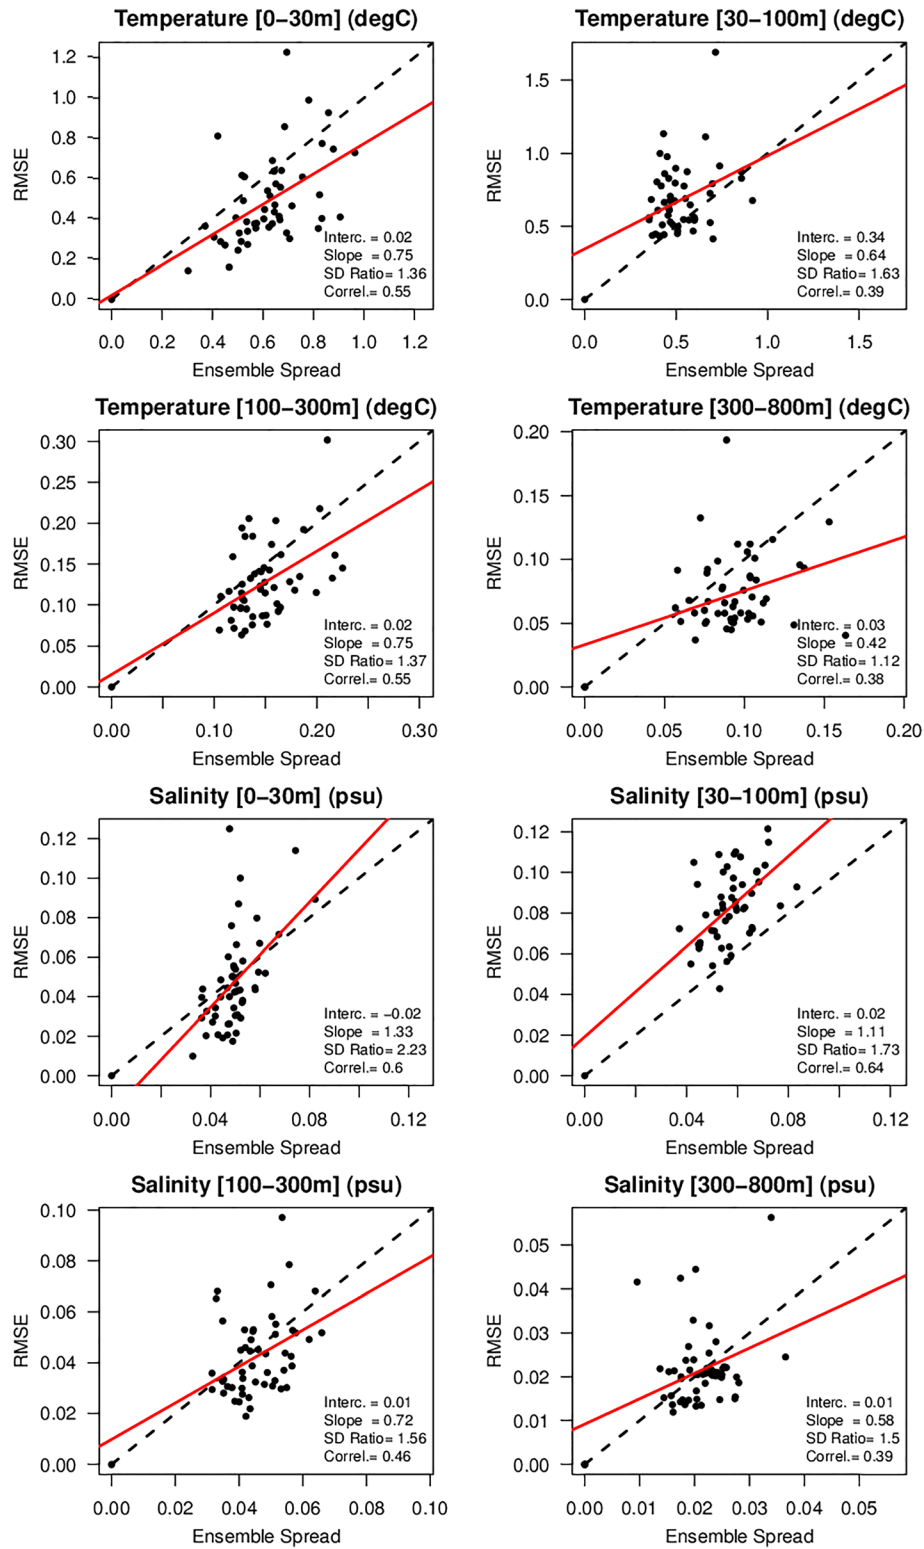 Temperature [0−30m] (degC)
1.2
1.0
0.8
0.6
0.4
0.2
0.0
RMSE
Interc. = 0.02
Slope = 0.75
SD Ratio= 1.36
Correl.= 0.55
0.0 0.2 0.4 0.6 0.8 1.0 1.2
Ensemble Spread
Temperature [30−100m] (degC)
1.5
1.0
0.5
0.0
RMSE
Interc. = 0.34
Slope = 0.64
SD Ratio= 1.63
Correl.= 0.39
0.0 0.5 1.0 1.5
Ensemble Spread
Temperature [100−300m] (degC)
0.30
0.25
0.20
0.15
0.10
0.05
0.00
RMSE
Interc. = 0.02
Slope = 0.75
SD Ratio= 1.37
Correl.= 0.55
0.00 0.10 0.20 0.30
Ensemble Spread
Temperature [300−800m] (degC)
0.20
0.15
0.10
0.05
0.00
RMSE
Interc. = 0.03
Slope = 0.42
SD Ratio= 1.12
Correl.= 0.38
0.00 0.05 0.10 0.15 0.20
Ensemble Spread
Salinity [0−30m] (psu)
0.12
0.10
0.08
0.06
0.04
0.02
0.00
RMSE
Interc. = −0.02
Slope = 1.33
SD Ratio= 2.23
Correl.= 0.6
0.00 0.04 0.08 0.12
Ensemble Spread
Salinity [30−100m] (psu)
0.12
0.10
0.08
0.06
0.04
0.02
0.00
RMSE
Interc. = 0.02
Slope = 1.11
SD Ratio= 1.73
Correl.= 0.64
0.00 0.04 0.08 0.12
Ensemble Spread
Salinity [100−300m] (psu)
0.10
0.08
0.06
0.04
0.02
0.00
RMSE
Interc. = 0.01
Slope = 0.72
SD Ratio= 1.56
Correl.= 0.46
0.00 0.02 0.04 0.06 0.08 0.10
Ensemble Spread
Salinity [300−800m] (psu)
0.05
0.04
0.03
0.02
0.01
0.00
RMSE
Interc. = 0.01
Slope = 0.58
SD Ratio= 1.5
Correl.= 0.39
0.00 0.01 0.02 0.03 0.04 0.05
Ensemble Spread